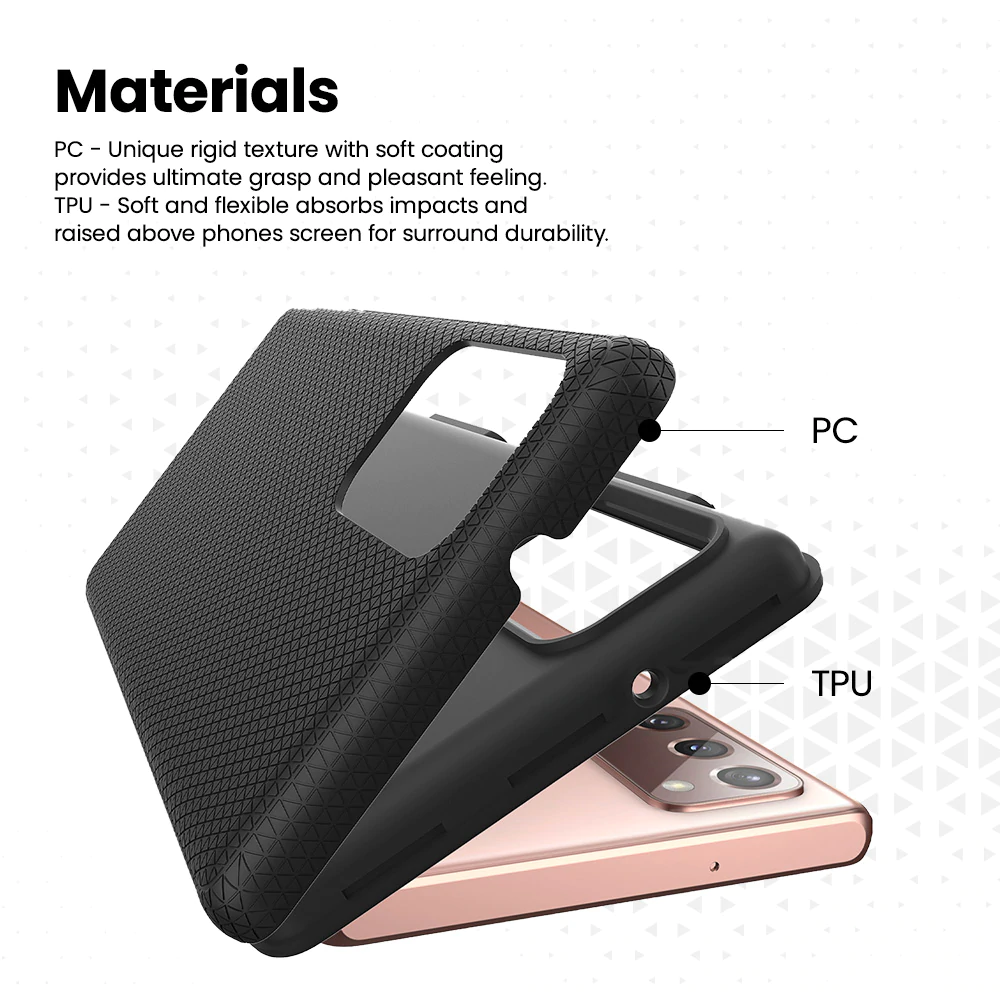 Materials
PC - Unique rigid texture with soft coating
provides ultimate grasp and pleasant feeling.
TPU - Soft and flexible absorbs impacts and
raised above phones screen for surround durability.
PC
TPU